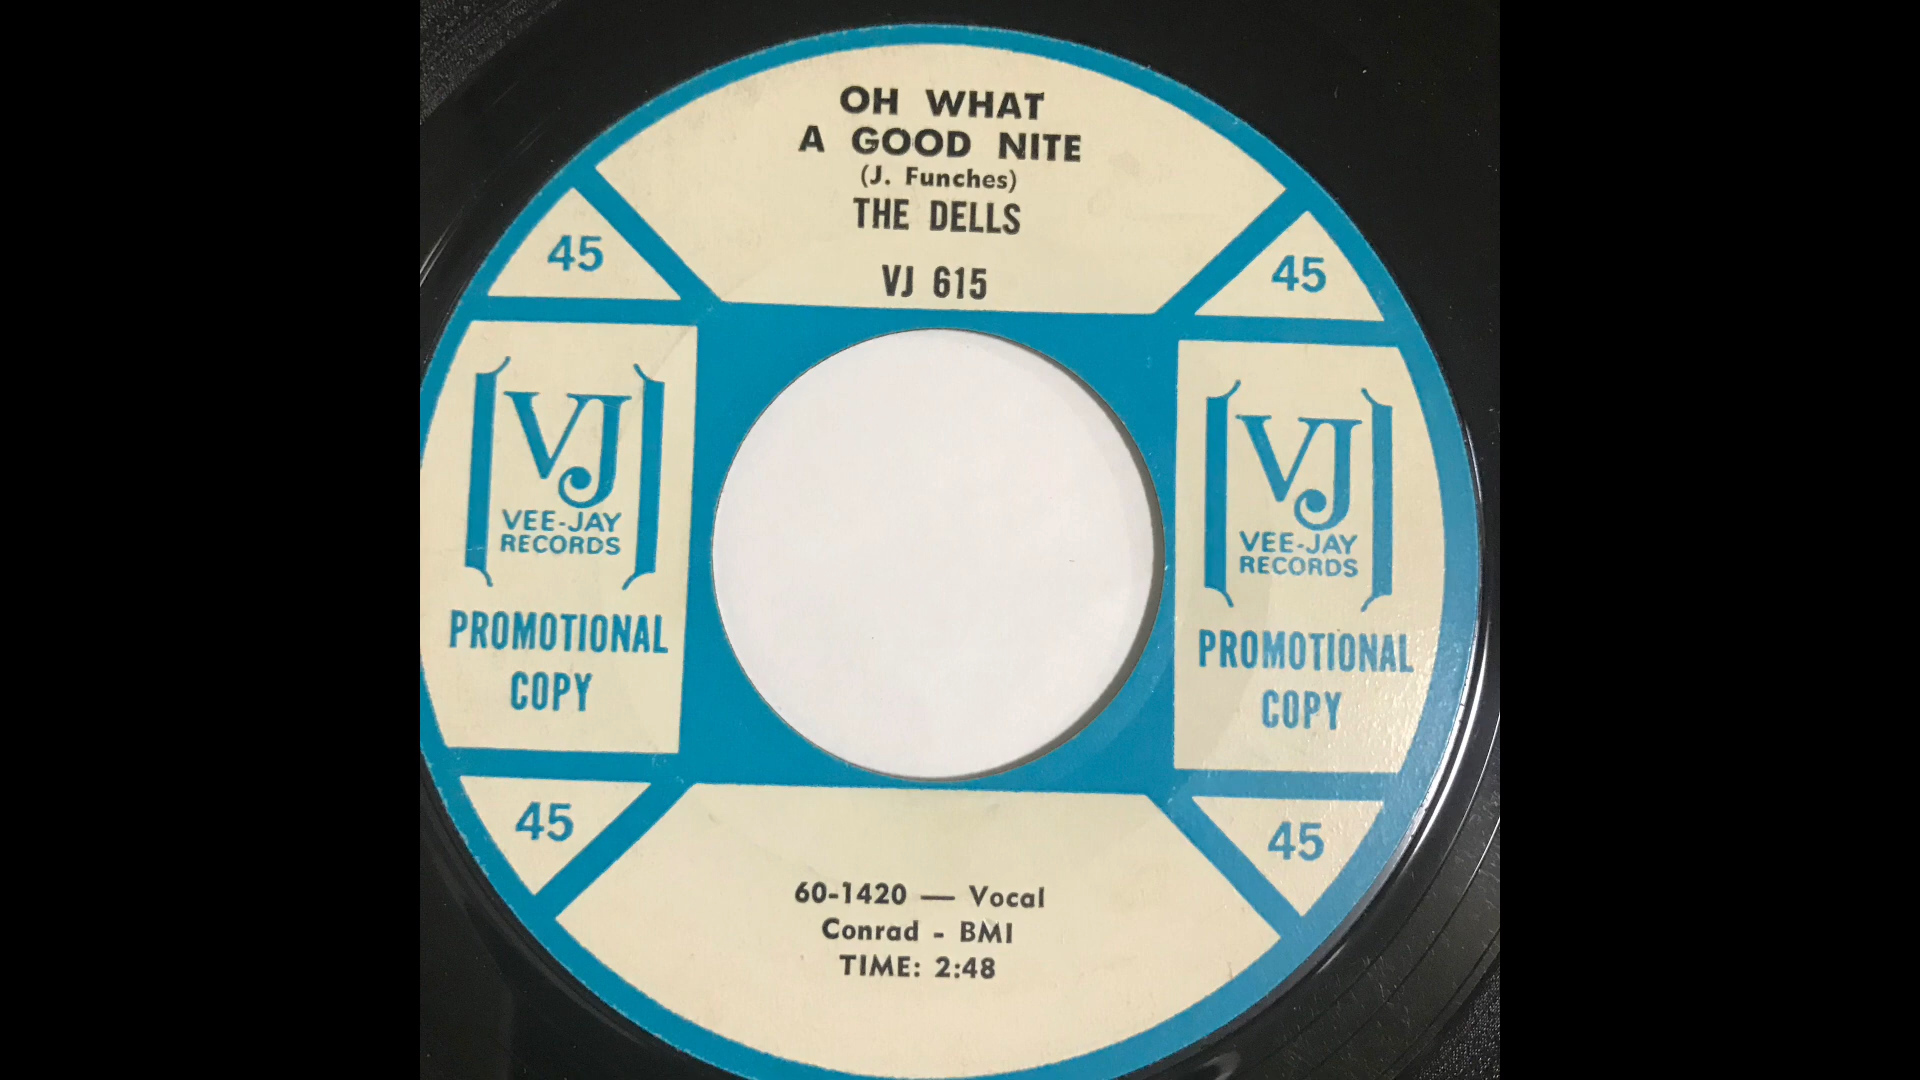 OH WHAT
A GOOD NITE
(J. Funches)
THE DELLS
VJ 615
45
45
VJ
VEE-JAY
RECORDS
PROMOTIONAL
COPY
VJ
VEE-JAY
RECORDS
PROMOTIONAL
COPY
45
45
60-1420 — Vocal
Conrad - BMI
TIME: 2:48